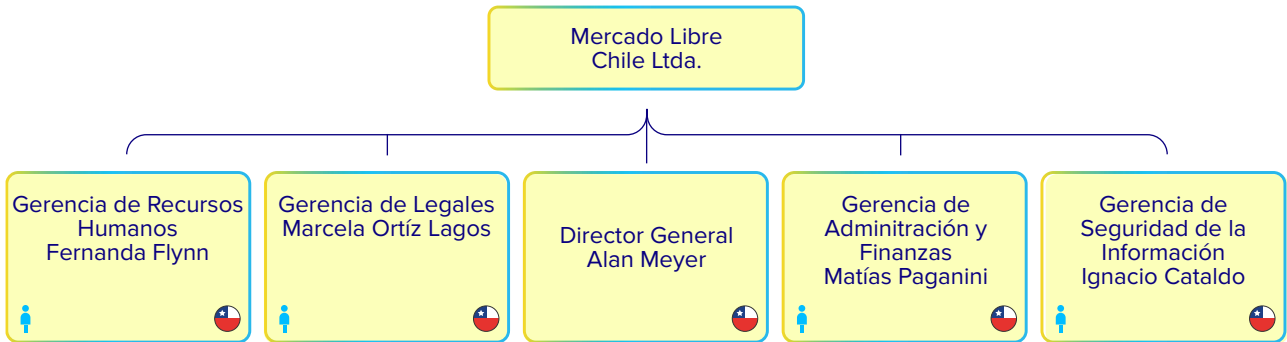 Mercado Libre
Chile Ltda.
Gerencia de Recursos
Humanos
Fernanda Flynn
Gerencia de Legales
Marcela Ortíz Lagos
Director General
Alan Meyer
Gerencia de
Adminitración y
Finanzas
Matías Paganini
Gerencia de
Seguridad de la
Información
Ignacio Cataldo